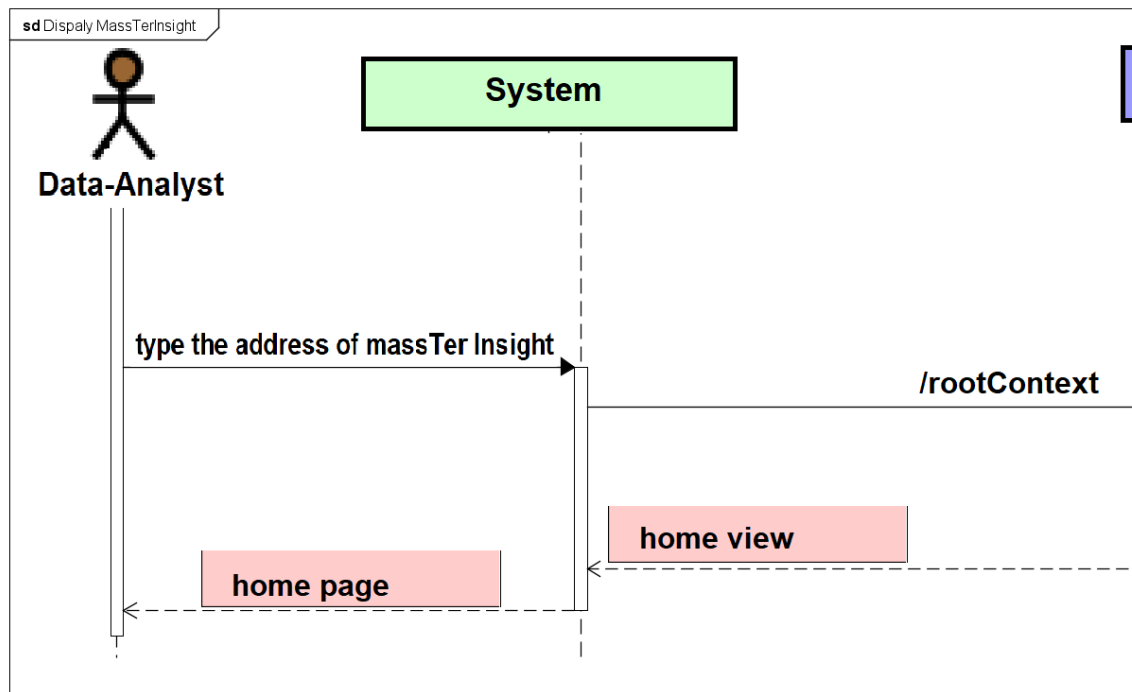 sd Dispaly MassTerInsight
System
Data-Analyst
type the address of massTer Insight
/rootContext
home view
home page